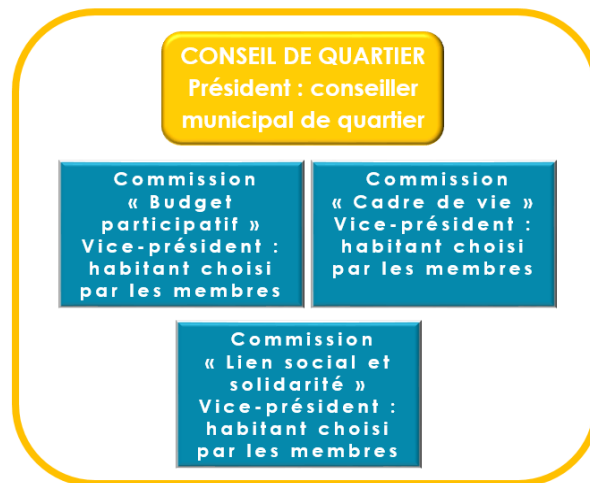 CONSEIL DE QUARTIER
Président : conseiller
municipal de quartier
Commission
« Budget
participatif »
Vice-président :
habitant choisi
par les membres
Commission
« Cadre de vie »
Vice-président :
habitant choisi
par les membres
Commission
« Lien social et
solidarité »
Vice-président :
habitant choisi
par les membres